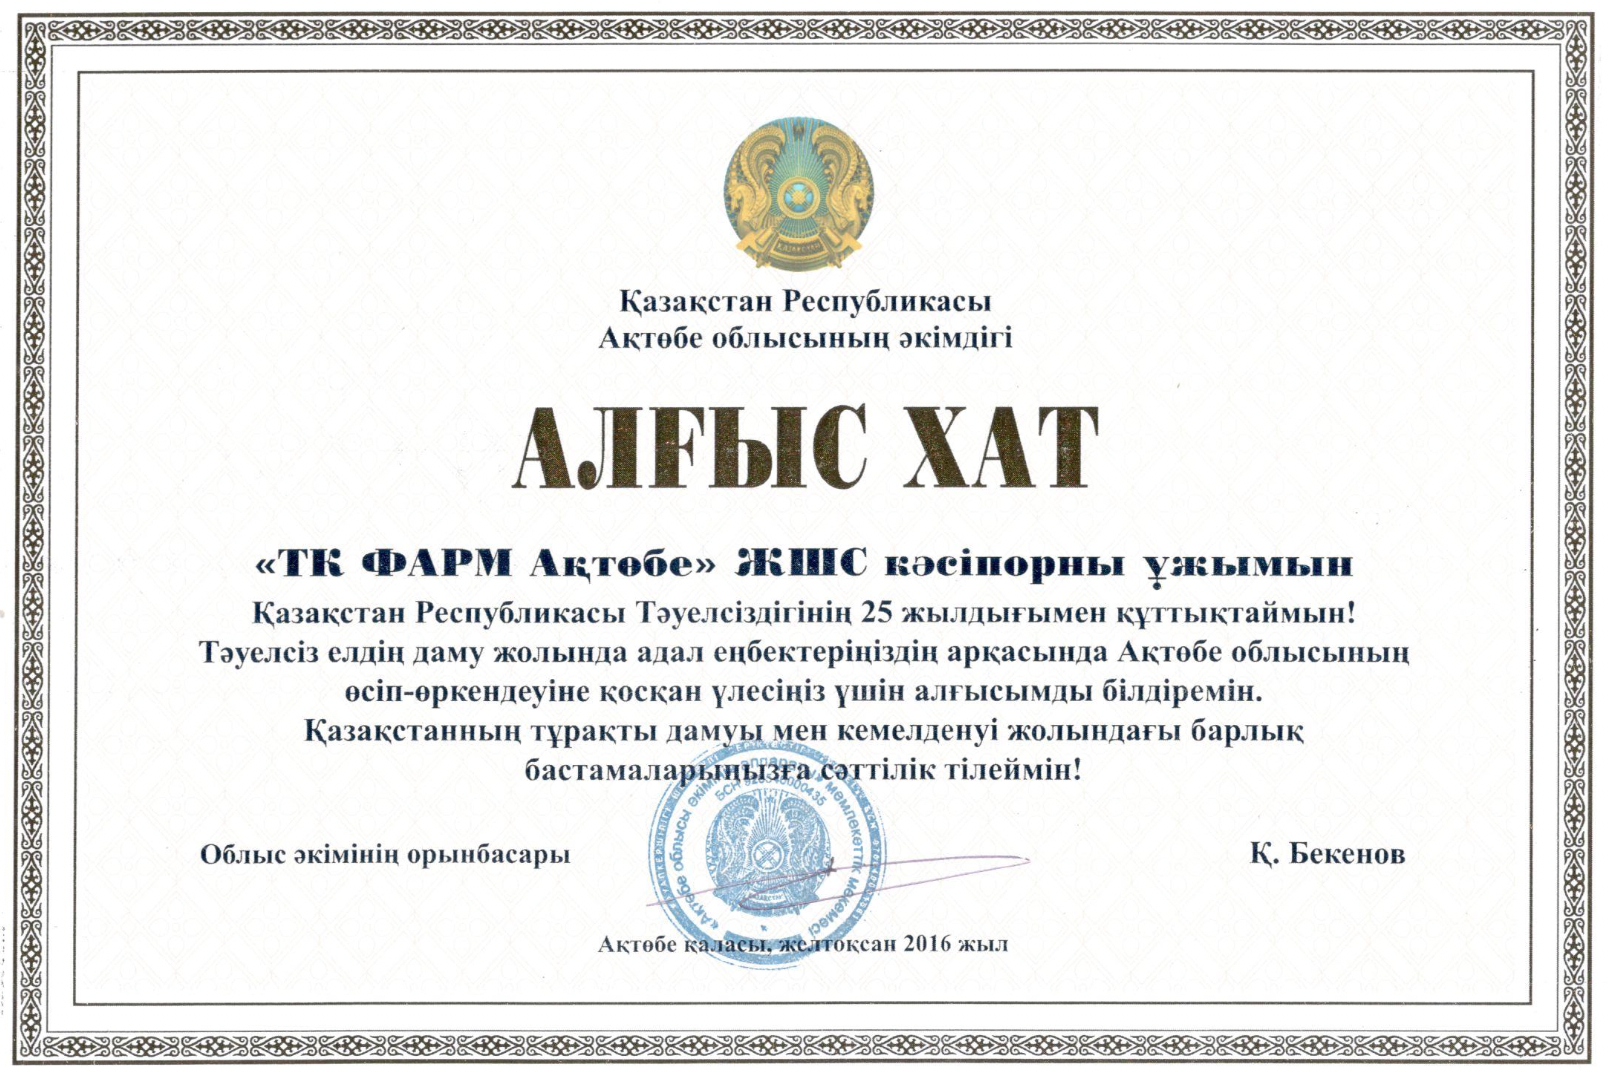 ҚАЗАҚСТАН
Қазақстан Республикасы
Ақтөбе облысының әкімдігі
АЛҒЫС ХАТ
«ТК ФАРМ Ақтөбе» ЖШС кәсіпорны ұжымын
Қазақстан Республикасы Тәуелсіздігінің 25 жылдығымен құттықтаймын!
Тәуелсіз елдің даму жолында адал еңбектеріңіздің арқасында Ақтөбе облысының
өсіп-өркендеуіне қосқан үлесіңіз үшін алғысымды білдіремін.
Қазақстанның тұрақты дамуы мен кемелденуі жолындағы барлық
бастамаларыңызға сәттілік тілеймін!
«Ақтөбе облысы әкімінің аппараты» мемлекеттік мекемесі
БСН
Облыс әкімінің орынбасары
Қ. Бекенов
Ақтөбе қаласы, желтоқсан 2016 жыл